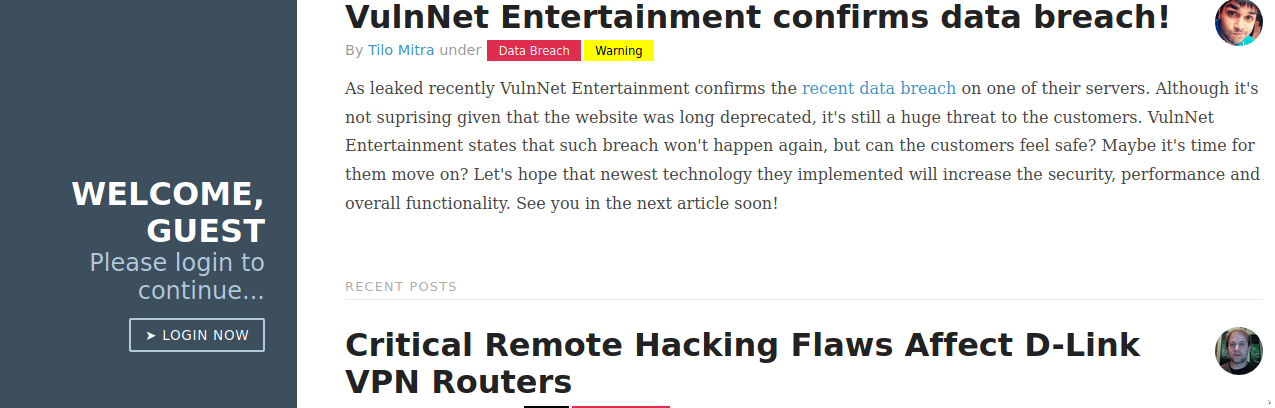 VulnNet Entertainment confirms data breach!
By Tilo Mitra under Data Breach Warning
As leaked recently VulnNet Entertainment confirms the recent data breach on one of their servers. Although it's
not suprising given that the website was long deprecated, it's still a huge threat to the customers. VulnNet
Entertainment states that such breach won't happen again, but can the customers feel safe? Maybe it's time for
them move on? Let's hope that newest technology they implemented will increase the security, performance and
overall functionality. See you in the next article soon!
WELCOME,
GUEST
Please login to
continue...
➤ LOGIN NOW
RECENT POSTS
Critical Remote Hacking Flaws Affect D-Link
VPN Routers